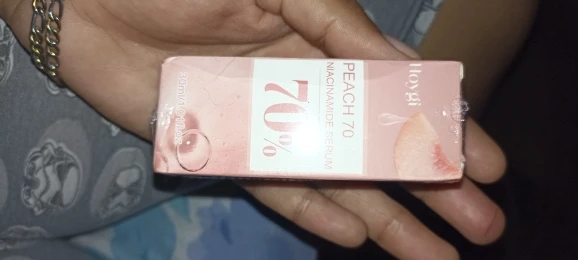 Hoygi
PEACH 70
NIACINAMIDE SERUM
70%